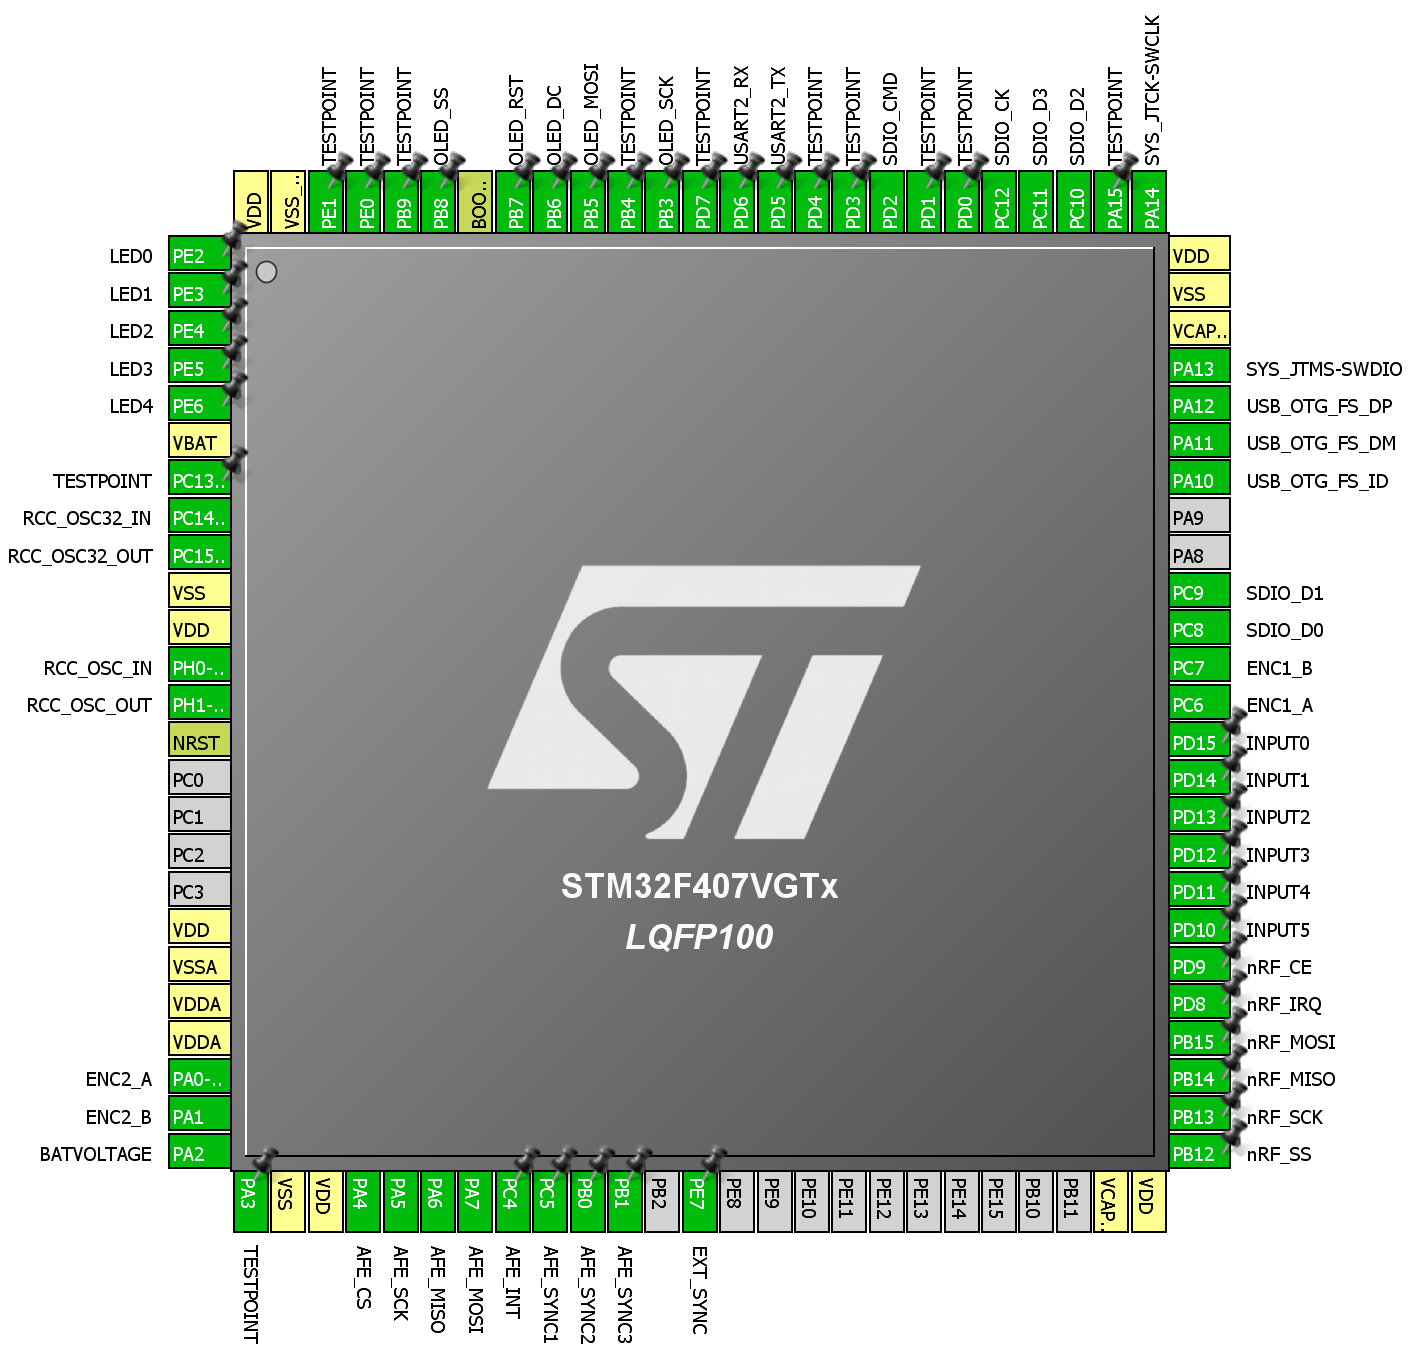 TESTPOINT
TESTPOINT
TESTPOINT
OLED_SS
OLED_RST
OLED_DC
OLED_MOSI
TESTPOINT
OLED_SCK
TESTPOINT
USART2_RX
USART2_TX
TESTPOINT
TESTPOINT
SDIO_CMD
TESTPOINT
TESTPOINT
SDIO_CK
SDIO_D3
SDIO_D2
TESTPOINT
SYS_JTCK-SWCLK
VDD
VSS_..
PE1
PE0
PB9
PB8
BOO..
PB7
PB6
PB5
PB4
PB3
PD7
PD6
PD5
PD4
PD3
PD2
PD1
PD0
PC12
PC11
PC10
PA15
PA14
LED0 PE2
LED1 PE3
LED2 PE4
LED3 PE5
LED4 PE6
VBAT
TESTPOINT PC13..
RCC_OSC32_IN PC14..
RCC_OSC32_OUT PC15..
VSS
VDD
RCC_OSC_IN PH0-..
RCC_OSC_OUT PH1-..
NRST
PC0
PC1
PC2
PC3
VDD
VSSA
VDDA
VDDA
ENC2_A PA0-..
ENC2_B PA1
BATVOLTAGE PA2
ST
STM32F407VGTx
LQFP100
VDD
VSS
VCAP..
PA13 SYS_JTMS-SWDIO
PA12 USB_OTG_FS_DP
PA11 USB_OTG_FS_DM
PA10 USB_OTG_FS_ID
PA9
PA8
PC9 SDIO_D1
PC8 SDIO_D0
PC7 ENC1_B
PC6 ENC1_A
PD15 INPUT0
PD14 INPUT1
PD13 INPUT2
PD12 INPUT3
PD11 INPUT4
PD10 INPUT5
PD9 nRF_CE
PD8 nRF_IRQ
PB15 nRF_MOSI
PB14 nRF_MISO
PB13 nRF_SCK
PB12 nRF_SS
PA3
VSS
VDD
PA4
PA5
PA6
PA7
PC4
PC5
PB0
PB1
PB2
PE7
PE8
PE9
PE10
PE11
PE12
PE13
PE14
PE15
PB10
PB11
VCAP..
VDD
TESTPOINT
AFE_CS
AFE_SCK
AFE_MISO
AFE_MOSI
AFE_INT
AFE_SYNC1
AFE_SYNC2
AFE_SYNC3
EXT_SYNC